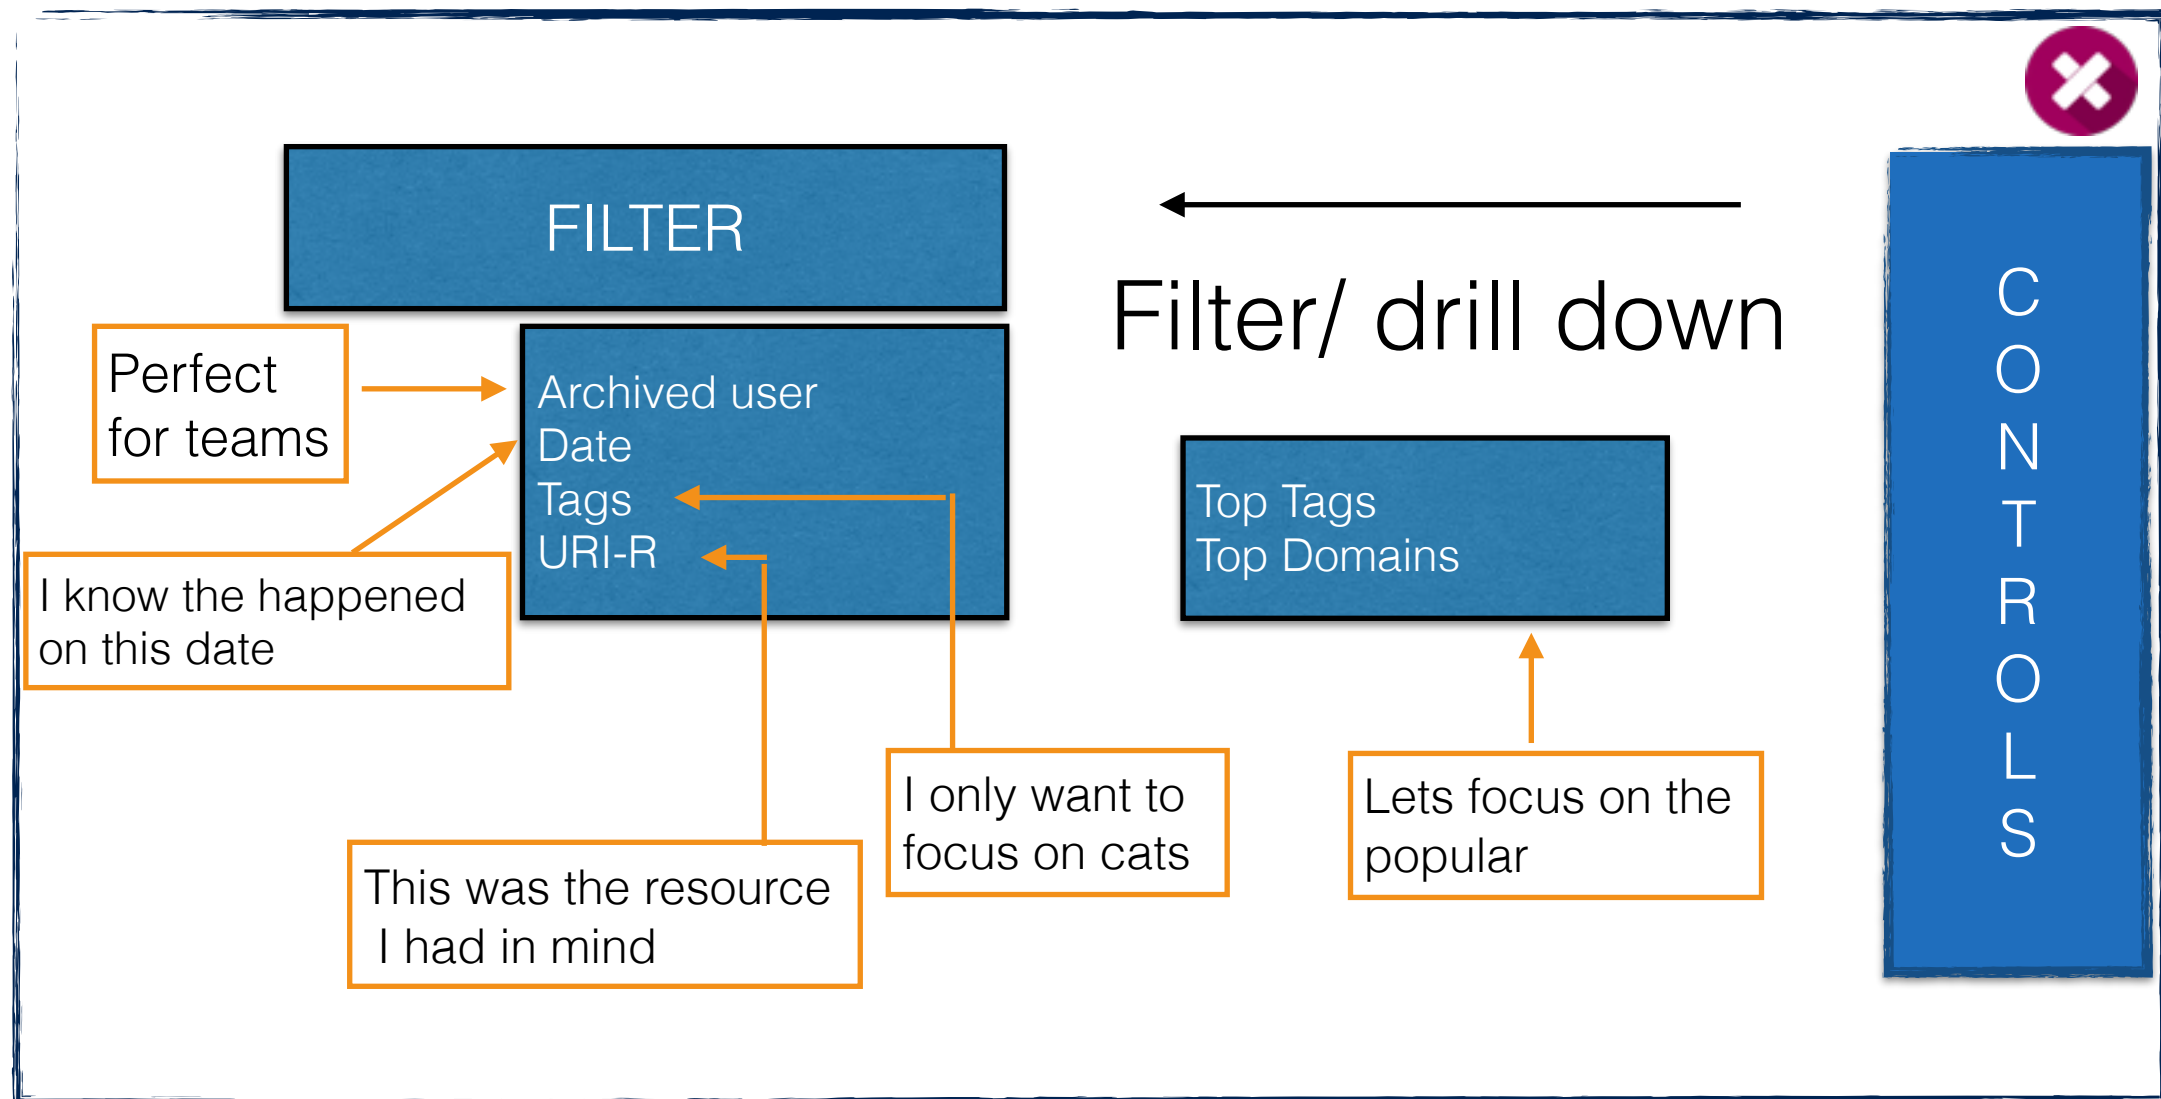 FILTER
Filter/ drill down
Perfect
for teams
Archived user
Date
Tags
URI-R
I know the happened
on this date
Top Tags
Top Domains
I only want to
focus on cats
Lets focus on the
popular
This was the resource
I had in mind
C
O
N
T
R
O
L
S